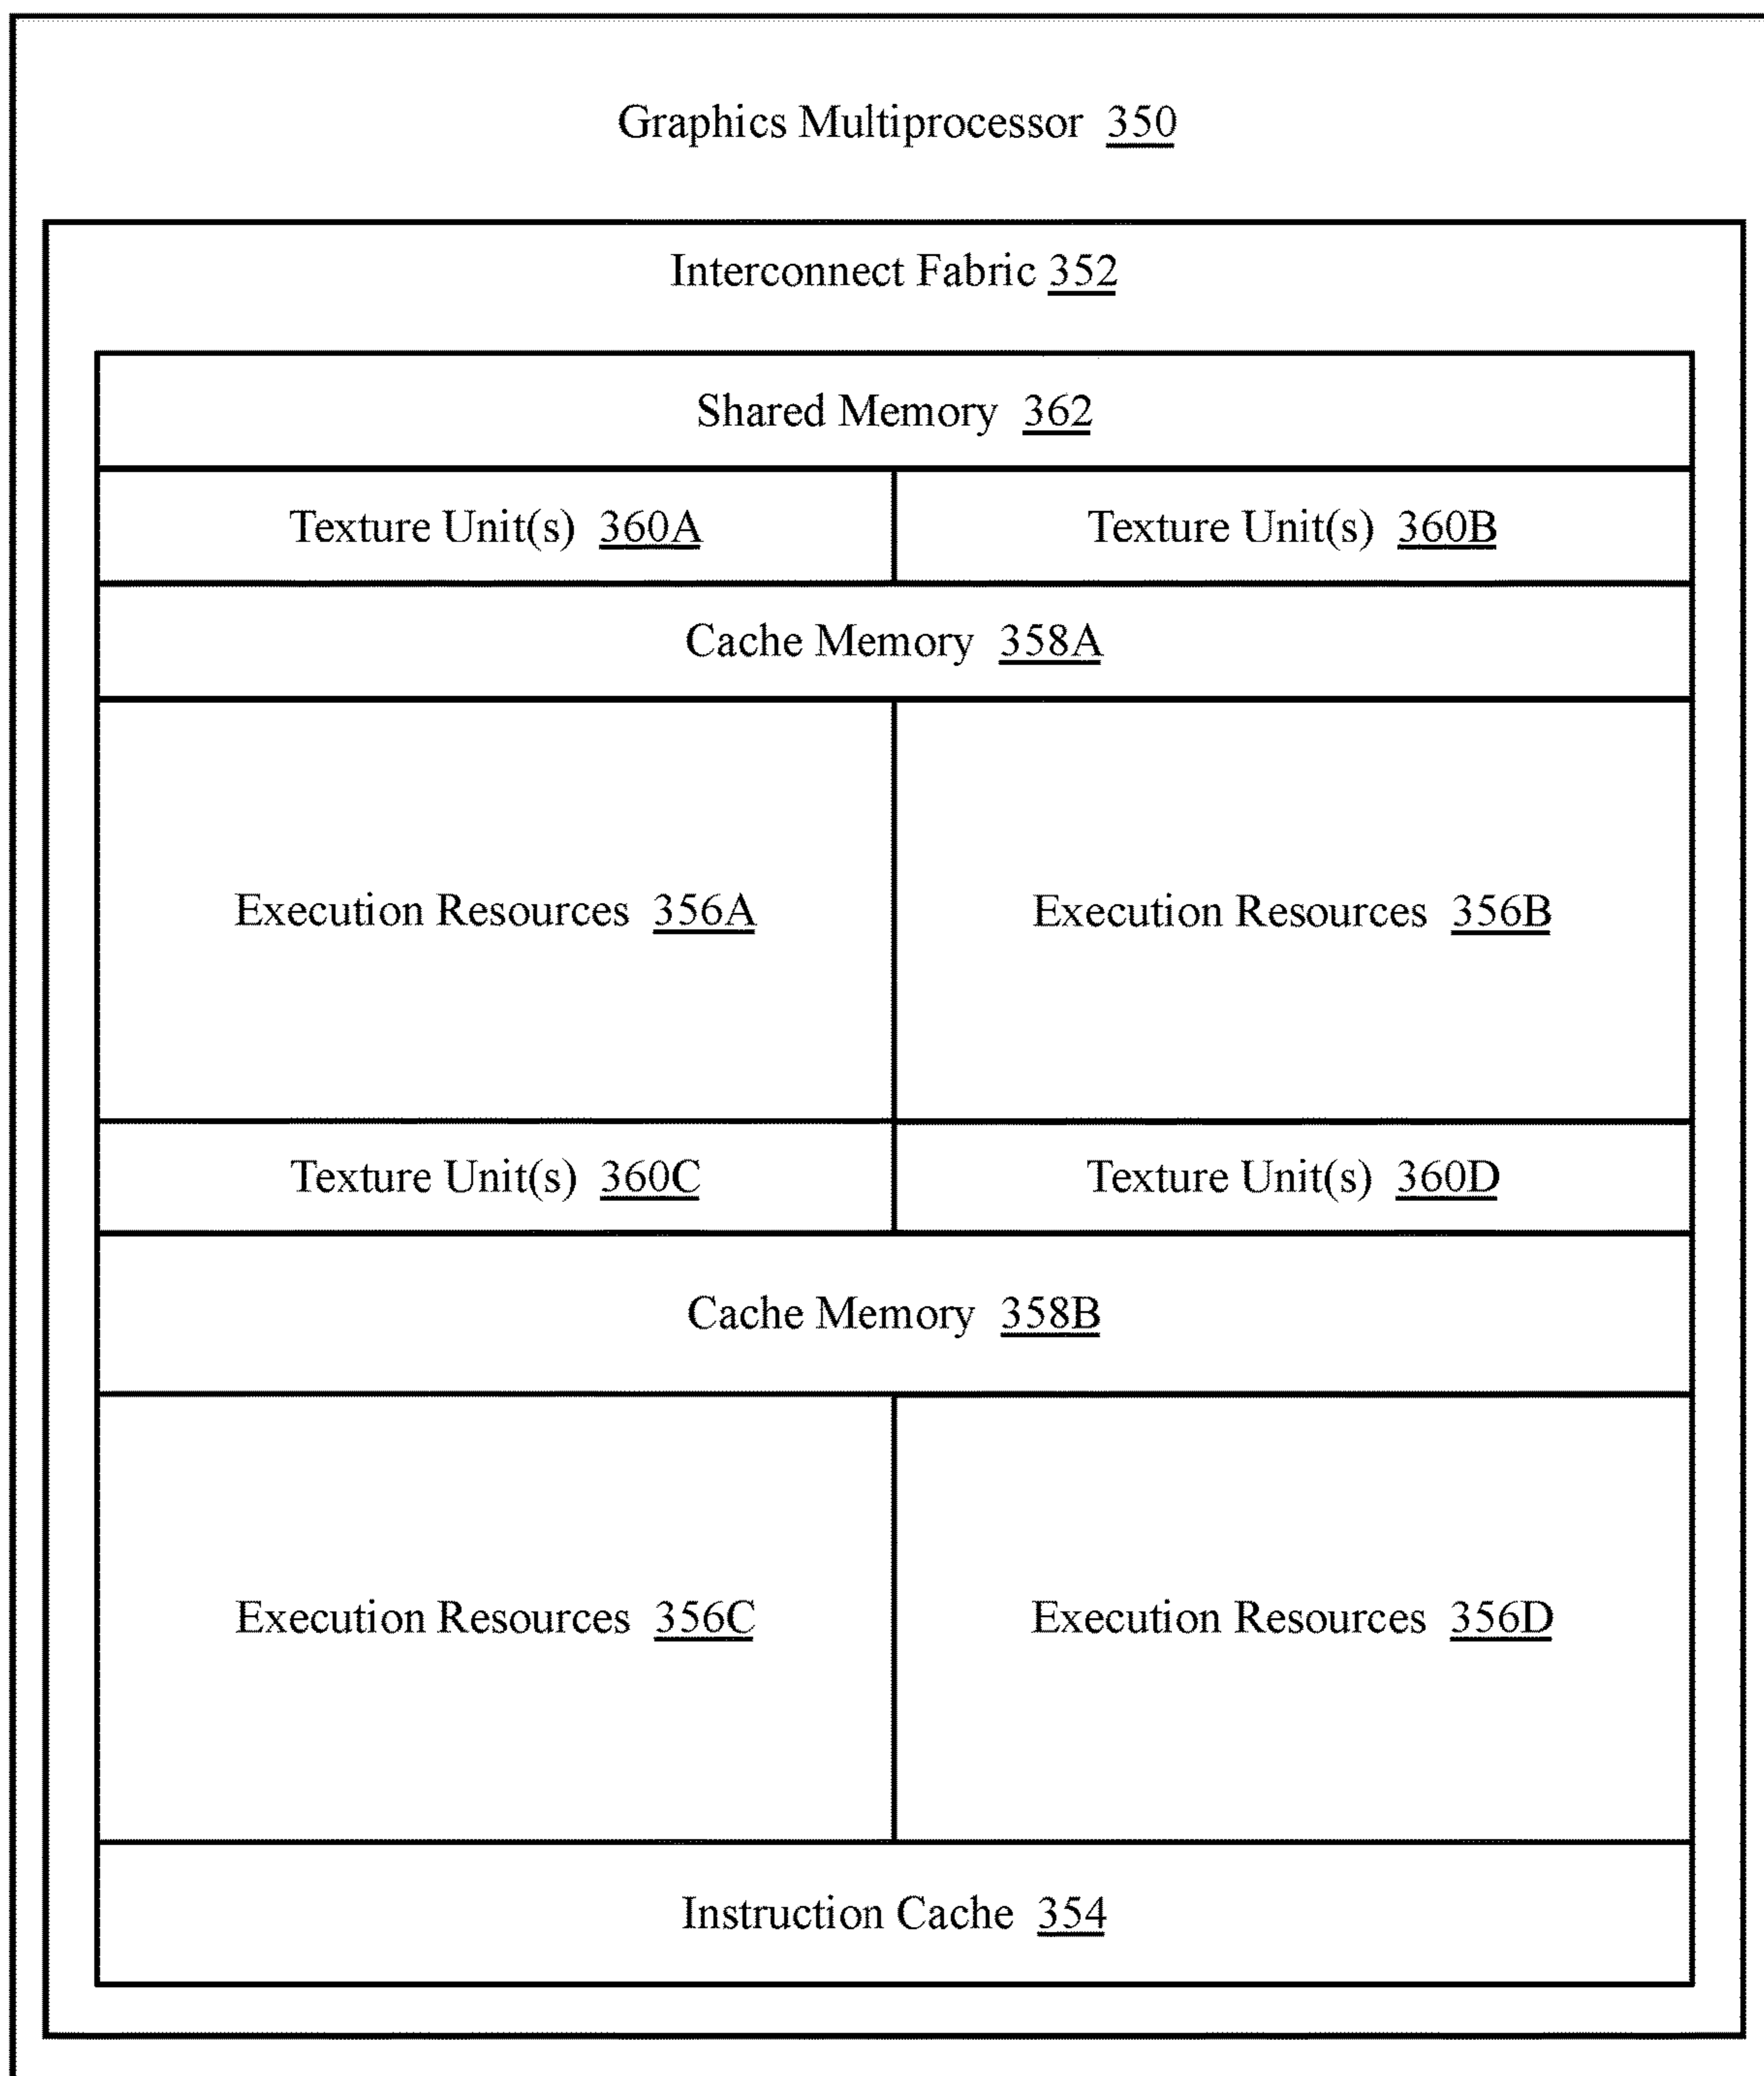 Graphics Multiprocessor 350
Interconnect Fabric 352
Shared Memory 362
Texture Unit(s) 360A
Texture Unit(s) 360B
Cache Memory 358A
Execution Resources 356A
Execution Resources 356B
Texture Unit(s) 360C
Texture Unit(s) 360D
Cache Memory 358B
Execution Resources 356C
Execution Resources 356D
Instruction Cache 354